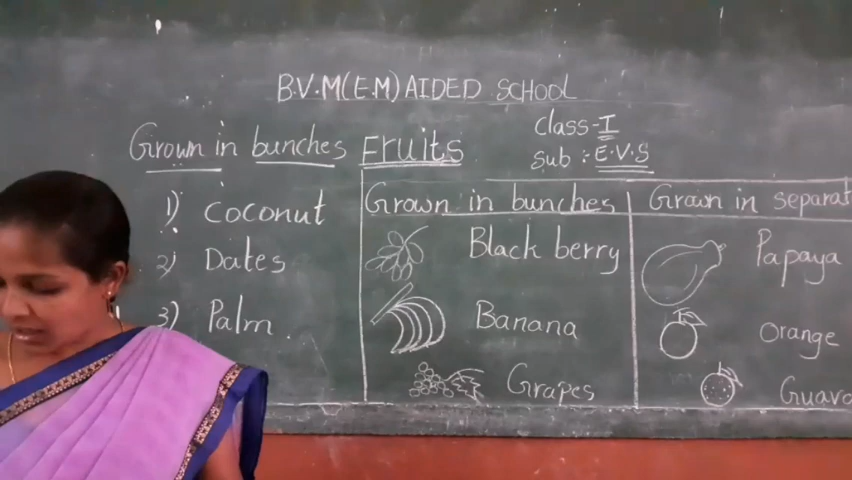 B.V.M(E.M) AIDED SCHOOL
class-I
sub : E.V.S
Fruits
Grown in bunches
1) coconut
2) Dates
3) Palm
Grown in bunches
Black berry
Banana
Grapes
Grown in separat
Papaya
orange
Guava